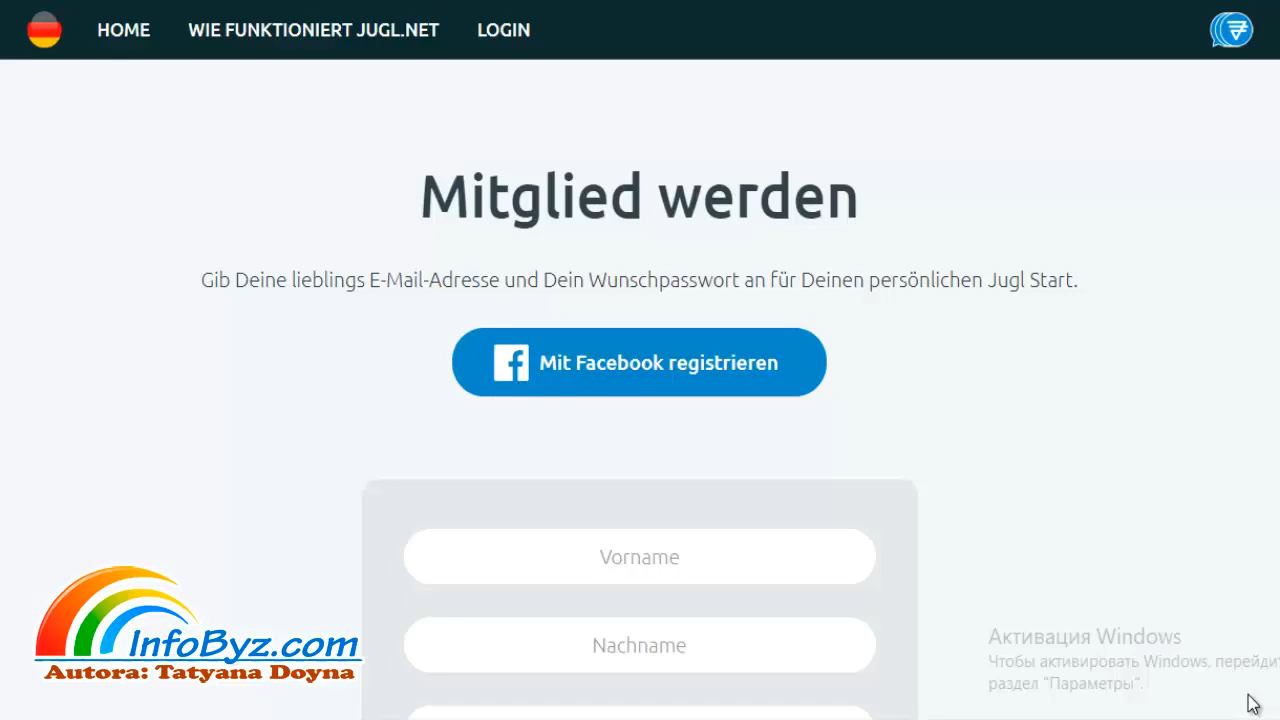 HOME WIE FUNKTIONIERT JUGL.NET LOGIN
Mitglied werden
Gib Deine lieblings E-Mail-Adresse und Dein Wunschpasswort an für Deinen persönlichen Jugl Start.
Mit Facebook registrieren
Vorname
Nachname
InfoByz.com
Autora: Tatyana Doyna
Активация Windows
Чтобы активировать Windows, перейди
раздел "Параметры".